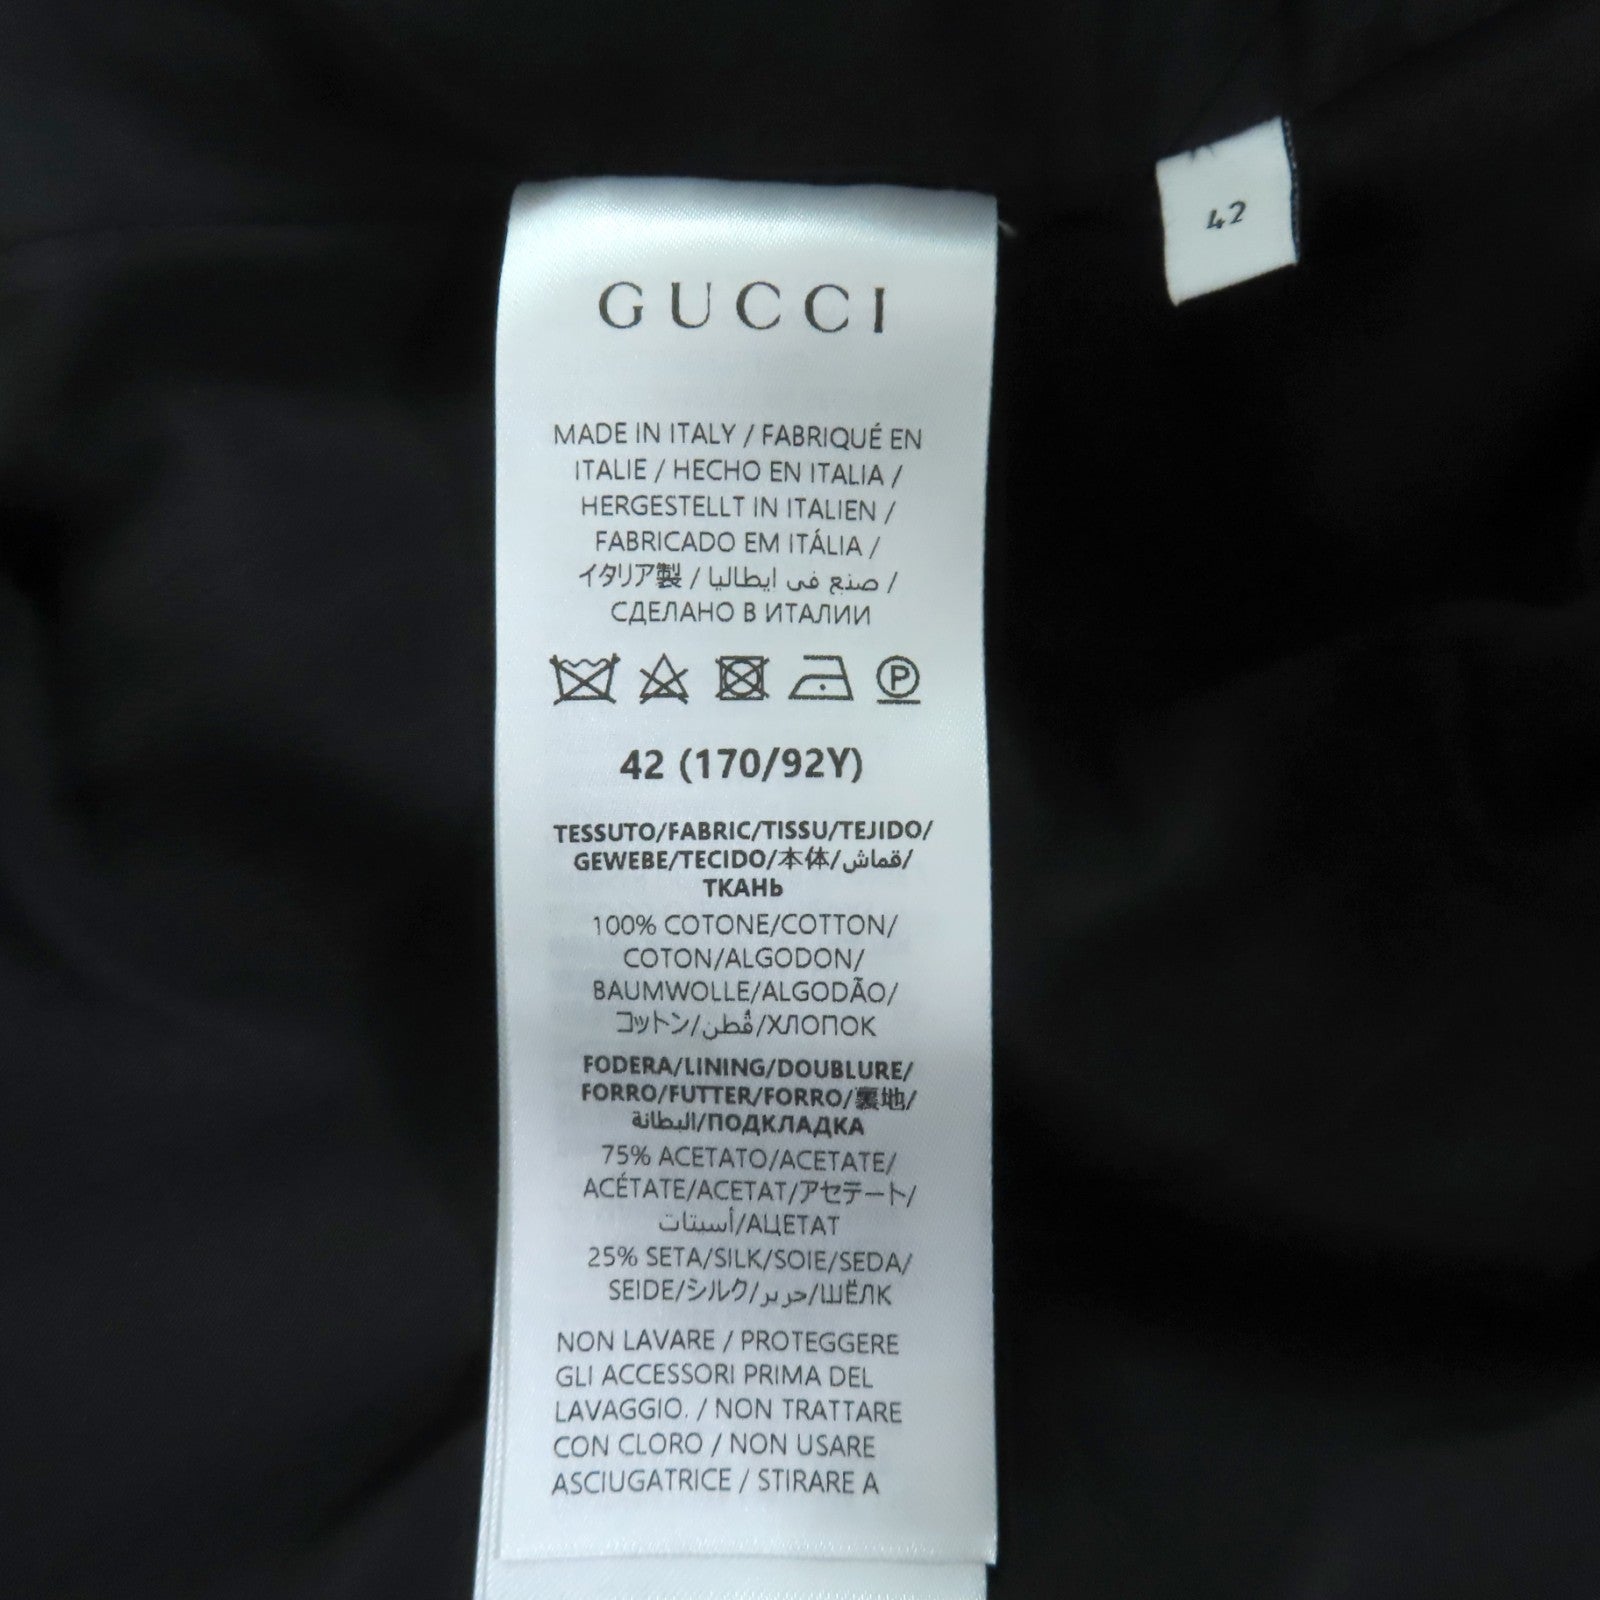 GUCCI
42
MADE IN ITALY / FABRIQUÉ EN
ITALIE / HECHO EN ITALIA /
HERGESTELLT IN ITALIEN /
FABRICADO EM ITÁLIA /
イタリア製 / صنع في ايطاليا /
СДЕЛАНО В ИТАЛИИ
P
42 (170/92Y)
TESSUTO/FABRIC/TISSU/TEJIDO/
GEWEBE/TECIDO/本体/قماش/
ТКАНЬ
100% COTONE/COTTON/
COTON/ALGODON/
BAUMWOLLE/ALGODÃO/
コットン/قُطن/ХЛОПОК
FODERA/LINING/DOUBLURE/
FORRO/FUTTER/FORRO/裏地/
البطانة/ПОДКЛАДКА
75% ACETATO/ACETATE/
ACÉTATE/ACETAT/アセテート/
أسيتات/АЦЕТАТ
25% SETA/SILK/SOIE/SEDA/
SEIDE/シルク/حرير/ШЁЛК
NON LAVARE / PROTEGGERE
GLI ACCESSORI PRIMA DEL
LAVAGGIO. / NON TRATTARE
CON CLORO / NON USARE
ASCIUGATRICE / STIRARE A